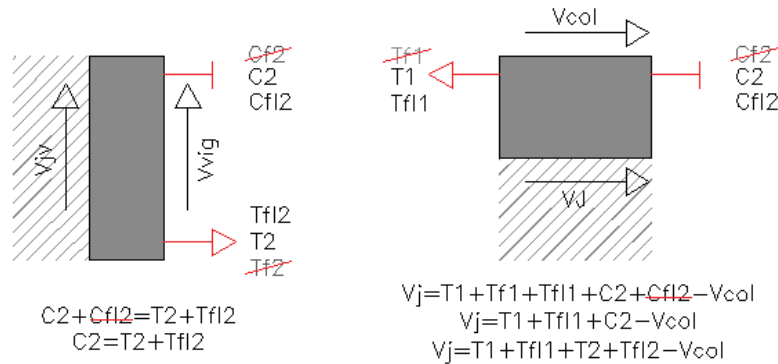 Cf2
C2
Cfl2
Vjv
Vvig
Tfl2
T2
Tf2
C2+Cfl2=T2+Tfl2
C2=T2+Tfl2
Vcol
Tf1
T1
Tfl1
Cf2
C2
Cfl2
VJ
Vj=T1+Tf1+Tfl1+C2+Cfl2-Vcol
Vj=T1+Tfl1+C2-Vcol
Vj=T1+Tfl1+T2+Tfl2-Vcol